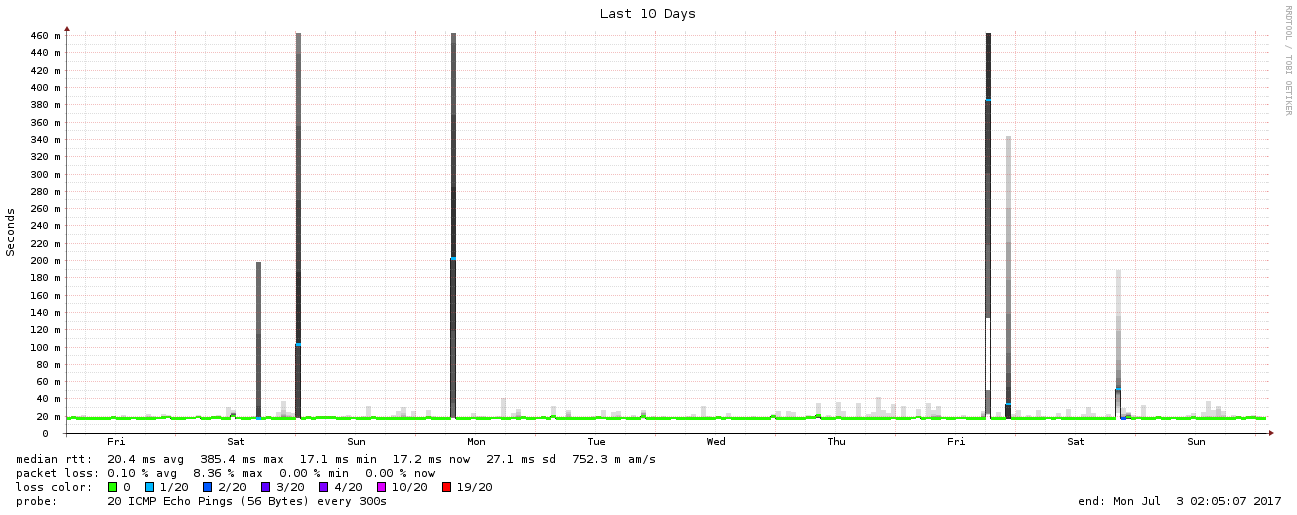 Last 10 Days
RRDTOOL / TOBI OETIKER
Seconds
460 m
440 m
420 m
400 m
380 m
360 m
340 m
320 m
300 m
280 m
260 m
240 m
220 m
200 m
180 m
160 m
140 m
120 m
100 m
80 m
60 m
40 m
20 m
0
Fri Sat Sun Mon Tue Wed Thu Fri Sat Sun
median rtt: 20.4 ms avg 385.4 ms max 17.1 ms min 17.2 ms now 27.1 ms sd 752.3 m am/s
packet loss: 0.10 % avg 8.36 % max 0.00 % min 0.00 % now
loss color: 0 1/20 2/20 3/20 4/20 10/20 19/20
probe: 20 ICMP Echo Pings (56 Bytes) every 300s end: Mon Jul 3 02:05:07 2017